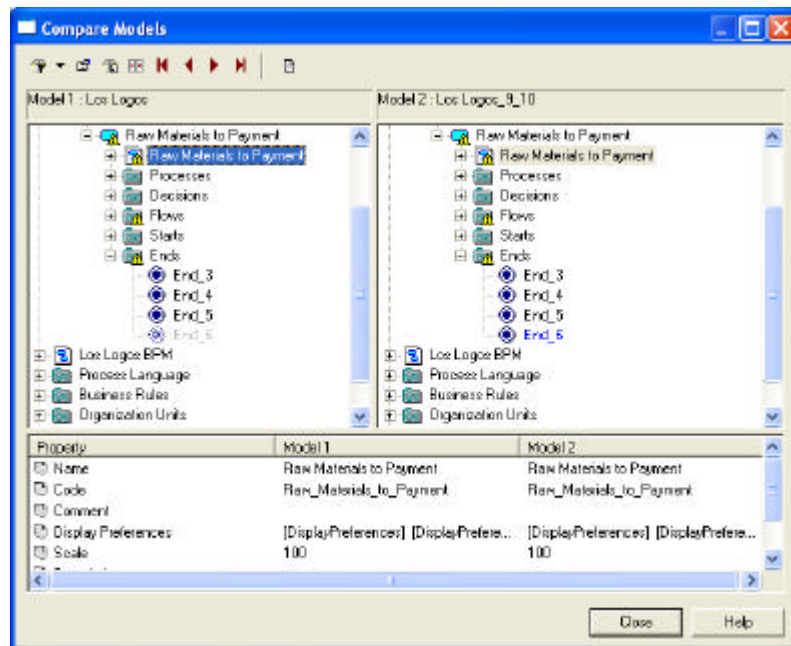 Compare Models
Model 1 : Los Logos
Model 2 : Los Logos_9_10
Raw Materials to Payment
Raw Materials to Payment
Processes
Decisions
Flows
Starts
Ends
End_3
End_4
End_5
End_6
Los Logos BPM
Process Language
Business Rules
Organization Units
Raw Materials to Payment
Raw Materials to Payment
Processes
Decisions
Flows
Starts
Ends
End_3
End_4
End_5
End_6
Los Logos BPM
Process Language
Business Rules
Organization Units
Property Model 1 Model 2
Name Raw Materials to Payment Raw Materials to Payment
Code Raw_Materials_to_Payment Raw_Materials_to_Payment
Comment
Display Preferences [DisplayPreferences] [DisplayPrefere... [DisplayPreferences] [DisplayPrefere...
Scale 100 100
Close Help